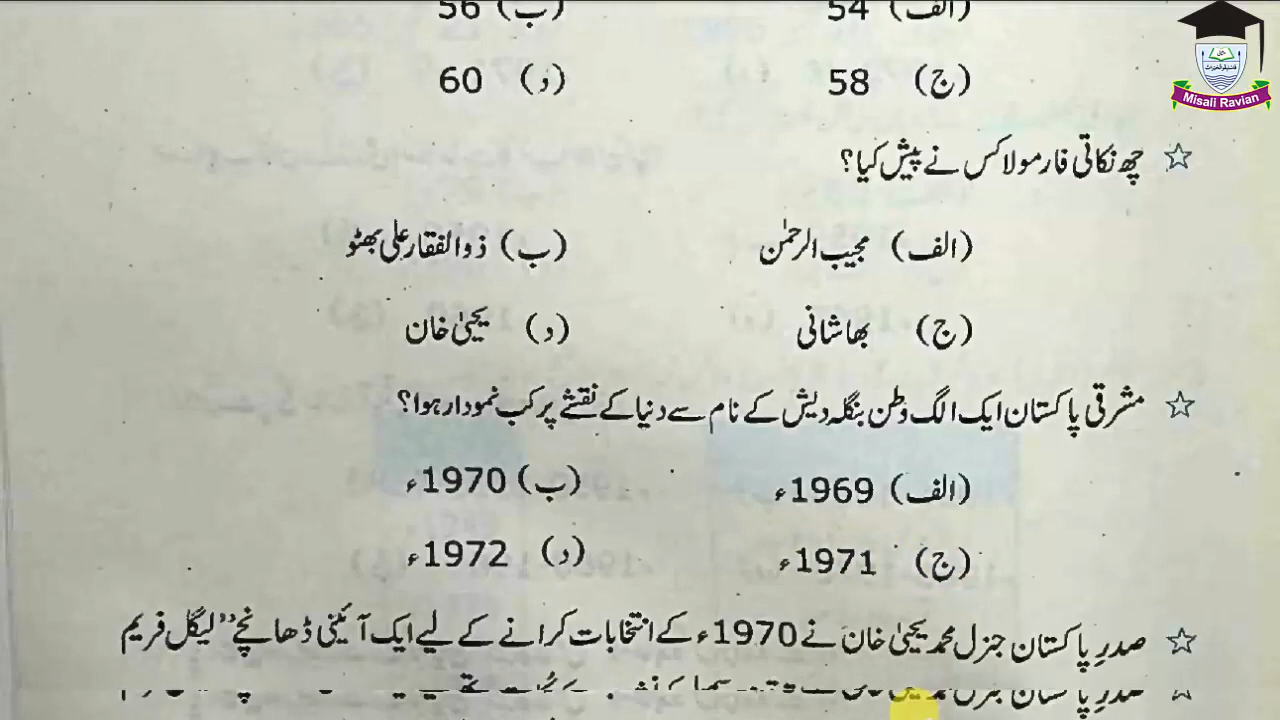 (الف) 54 (ب) 56
(ج) 58 (د) 60
Misali Ravian
☆ چھ نکاتی فارمولا کس نے پیش کیا؟
(الف) مجیب الرحمٰن (ب) ذوالفقار علی بھٹو
(ج) بھاشانی (د) یحییٰ خان
☆ مشرقی پاکستان ایک الگ وطن بنگلہ دیش کے نام سے دنیا کے نقشے پر کب نمودار ہوا؟
(الف) 1969ء (ب) 1970ء
(ج) 1971ء (د) 1972ء
☆ صدرِ پاکستان جنرل محمد یحییٰ خان نے 1970ء کے انتخابات کرانے کے لیے ایک آئینی ڈھانچے ”لیگل فریم